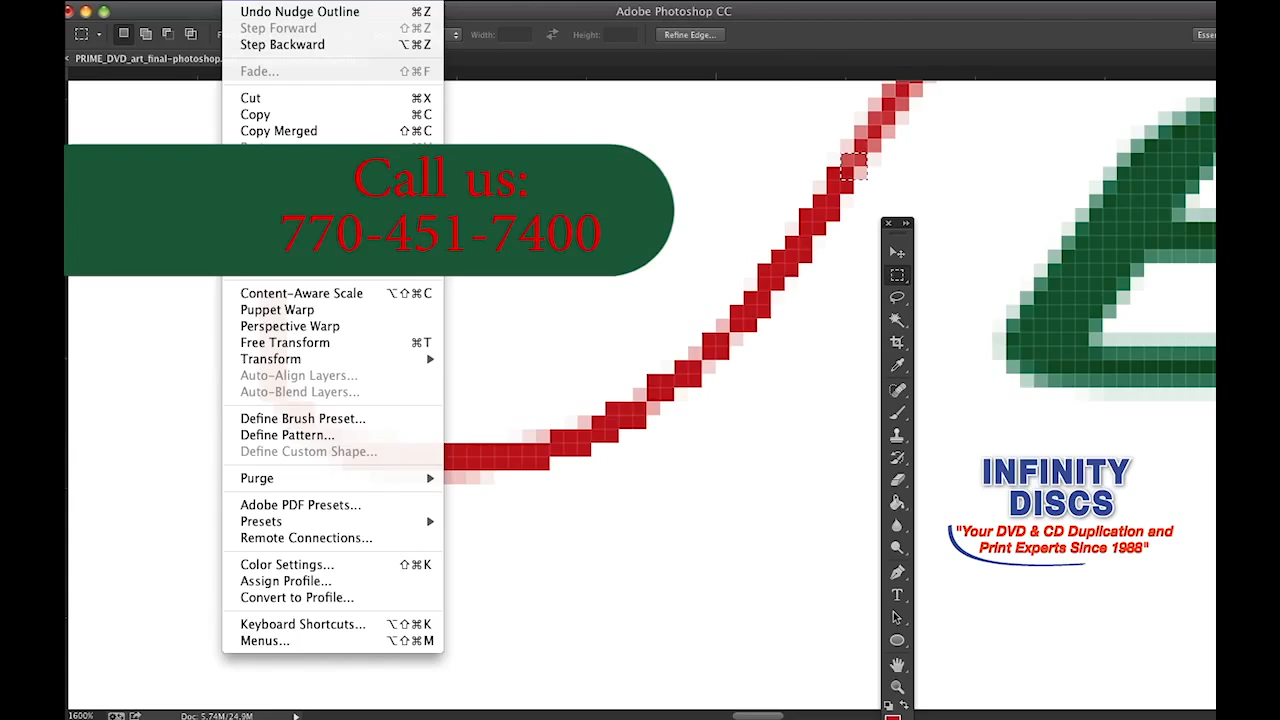 Adobe Photoshop CC
Width:
Height:
Refine Edge...
Essen
PRIME_DVD_art_final-photoshop.
Undo Nudge Outline ⌘Z
Step Forward ⇧⌘Z
Step Backward ⌥⌘Z
Fade... ⇧⌘F
Cut ⌘X
Copy ⌘C
Copy Merged ⇧⌘C
Call us:
770-451-7400
Content-Aware Scale ⌥⇧⌘C
Puppet Warp
Perspective Warp
Free Transform ⌘T
Transform
Auto-Align Layers...
Auto-Blend Layers...
Define Brush Preset...
Define Pattern...
Define Custom Shape...
Purge
Adobe PDF Presets...
Presets
Remote Connections...
Color Settings... ⇧⌘K
Assign Profile...
Convert to Profile...
Keyboard Shortcuts... ⌥⇧⌘K
Menus... ⌥⇧⌘M
INFINITY
DISCS
"Your DVD & CD Duplication and
Print Experts Since 1988"
1600%
Doc: 5.74M/24.9M